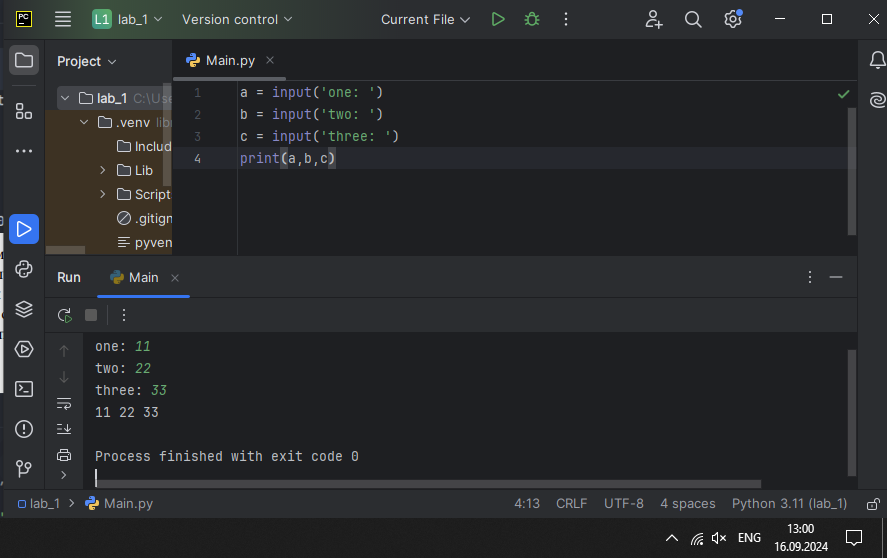 PC L1 lab_1 Version control Current File
Project
Main.py
lab_1 C:\Use
.venv libr
Includ
Lib
Script
.gitign
pyven
1 a = input('one: ')
2 b = input('two: ')
3 c = input('three: ')
4 print(a,b,c)
Run Main
one: 11
two: 22
three: 33
11 22 33
Process finished with exit code 0
lab_1 Main.py 4:13 CRLF UTF-8 4 spaces Python 3.11 (lab_1)
ENG 13:00
16.09.2024